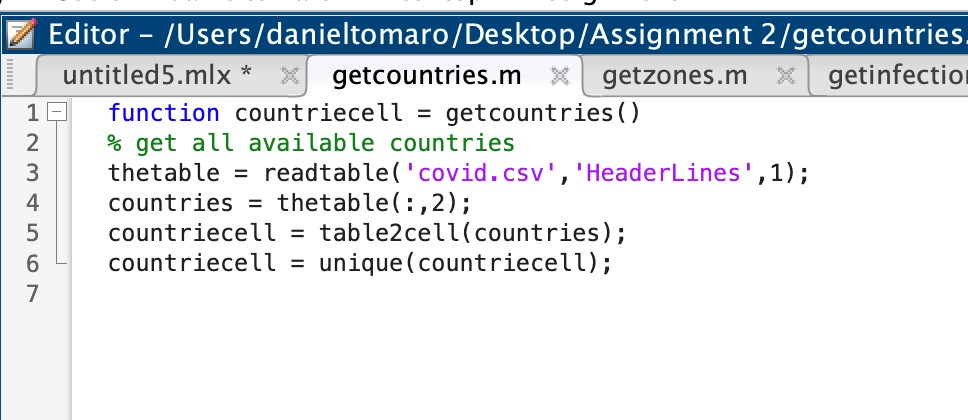 Editor – /Users/danieltomaro/Desktop/Assignment 2/getcountries.
untitled5.mlx * getcountries.m getzones.m getinfection
1 function countriecell = getcountries()
2 % get all available countries
3 thetable = readtable('covid.csv','HeaderLines',1);
4 countries = thetable(:,2);
5 countriecell = table2cell(countries);
6 countriecell = unique(countriecell);
7